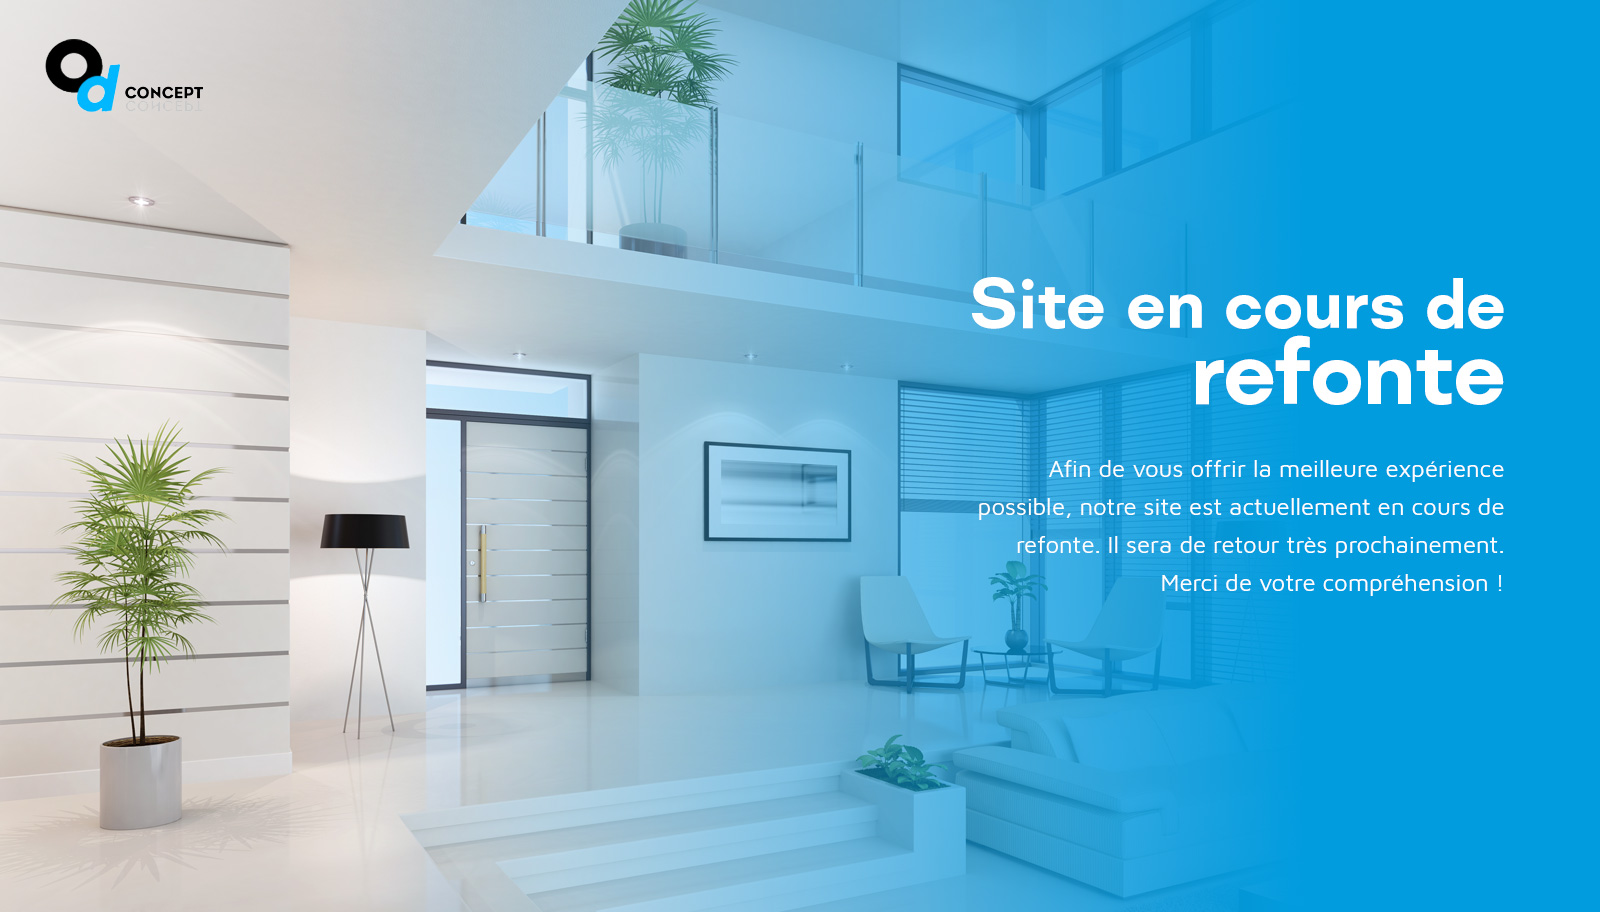 Od CONCEPT
Site en cours de
refonte
Afin de vous offrir la meilleure expérience
possible, notre site est actuellement en cours de
refonte. Il sera de retour très prochainement.
Merci de votre compréhension !